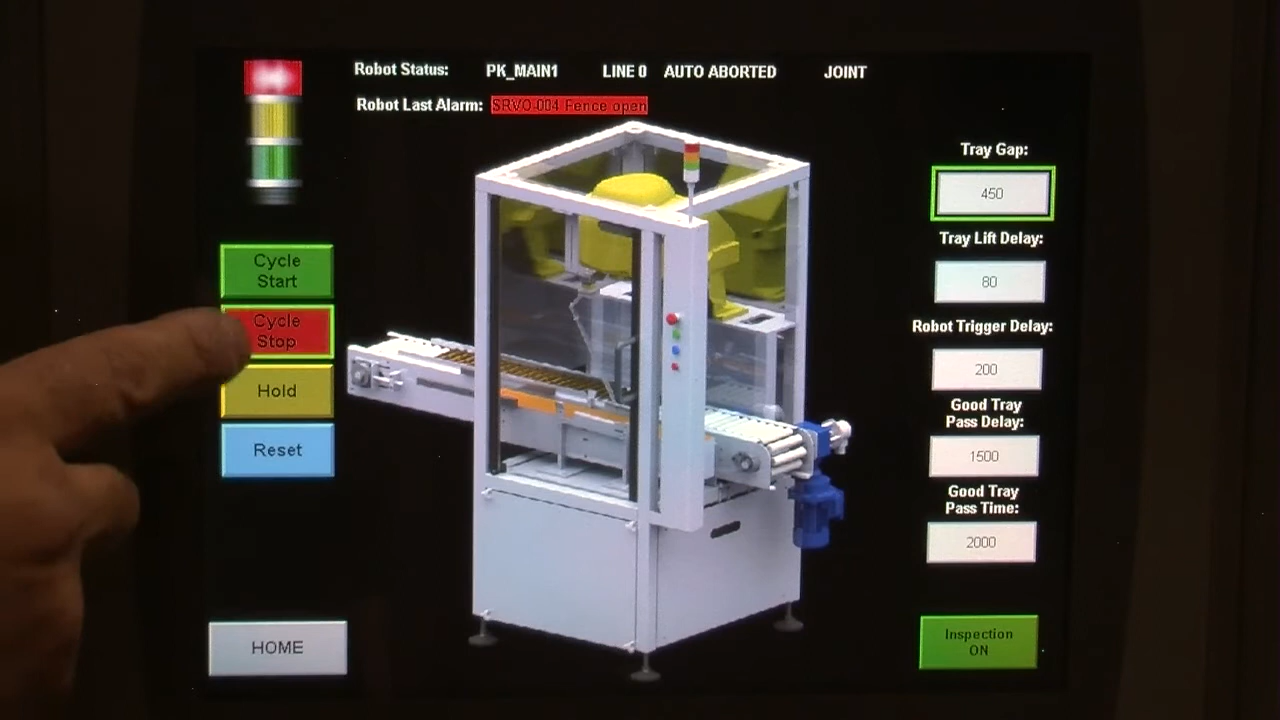 Robot Status: PK_MAIN1 LINE 0 AUTO ABORTED JOINT
Robot Last Alarm: SRVO-004 Fence open
Cycle
Start
Cycle
Stop
Hold
Reset
HOME
Tray Gap:
450
Tray Lift Delay:
80
Robot Trigger Delay:
200
Good Tray
Pass Delay:
1500
Good Tray
Pass Time:
2000
Inspection
ON